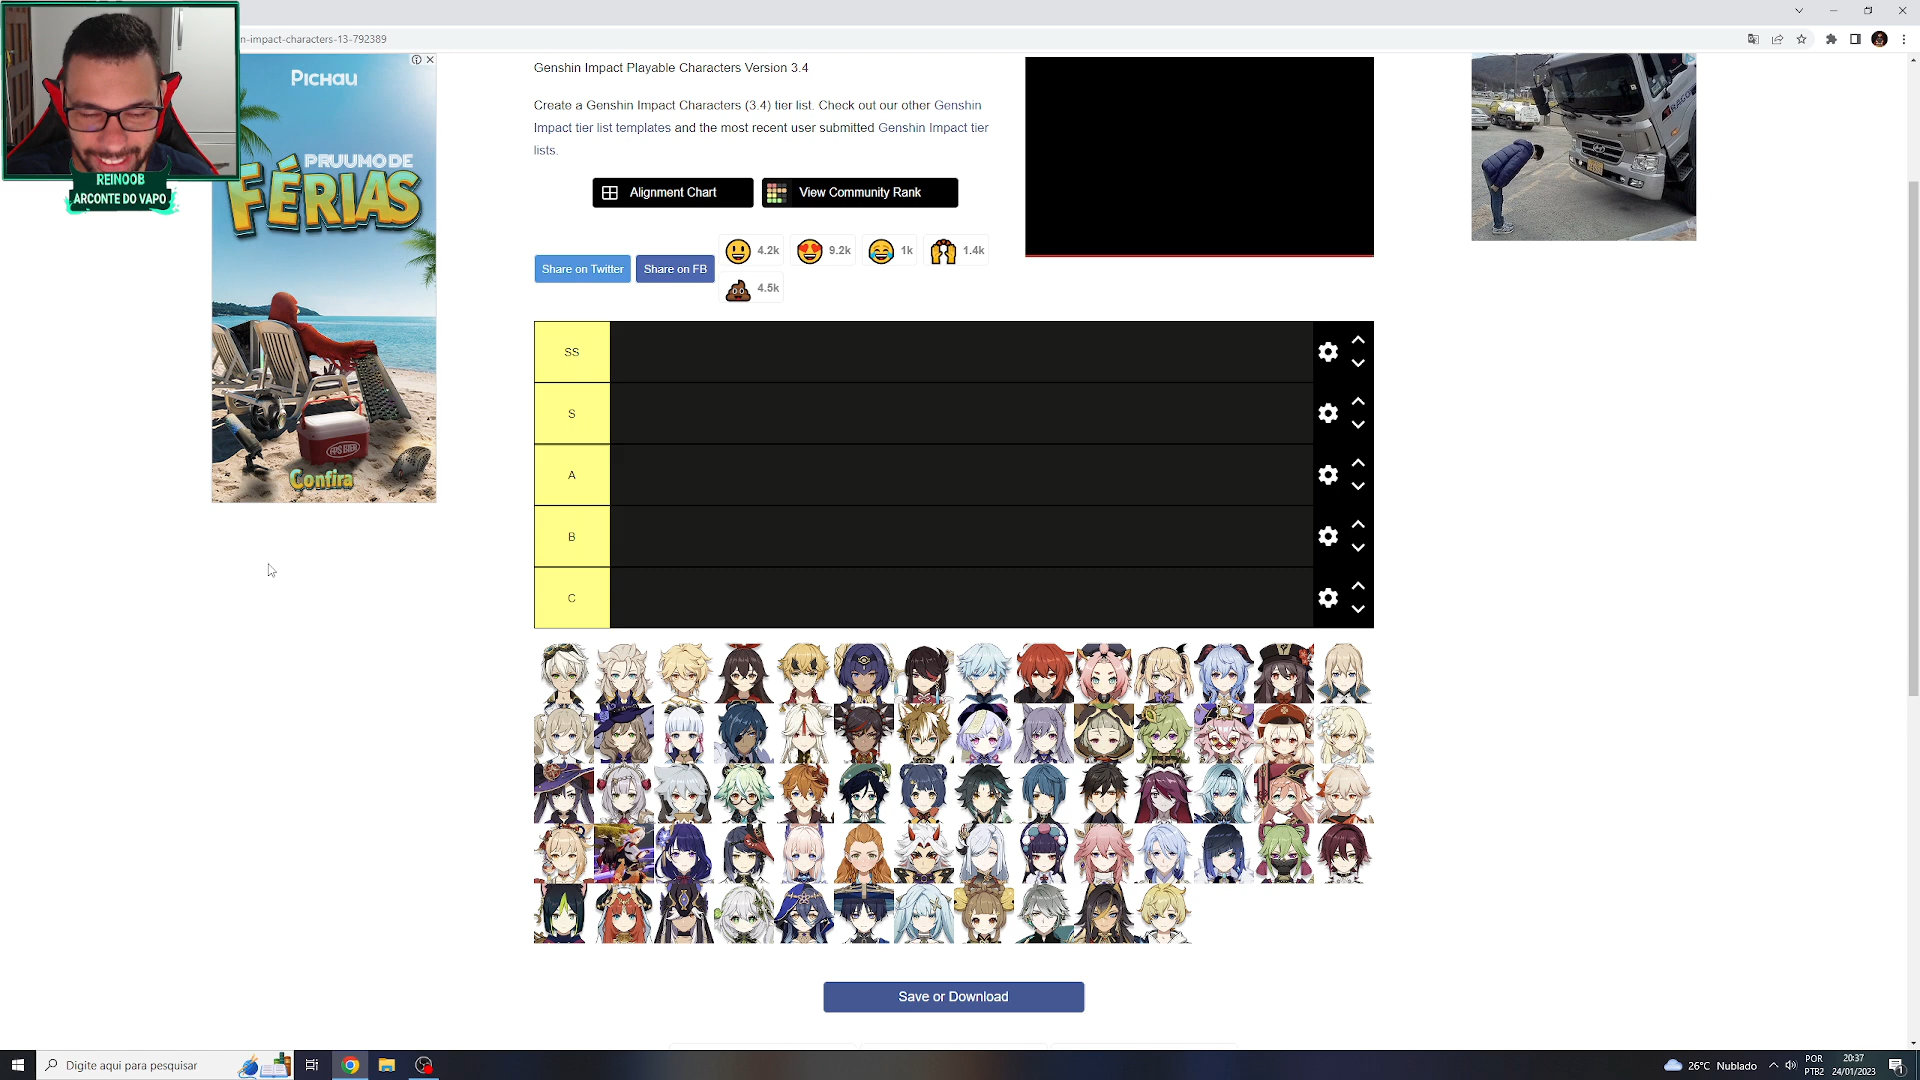 n-impact-characters-13-792389
REINOOB
ARCONTE DO VAPO
PICHAU
PRUUMO DE
FÉRIAS
Confira
Genshin Impact Playable Characters Version 3.4
Create a Genshin Impact Characters (3.4) tier list. Check out our other Genshin
Impact tier list templates and the most recent user submitted Genshin Impact tier
lists.
Alignment Chart
View Community Rank
Share on Twitter
Share on FB
4.2k
9.2k
1k
1.4k
4.5k
SS
S
A
B
C
Save or Download
Digite aqui para pesquisar
26°C Nublado
POR
PTB2
20:37
24/01/2023
1